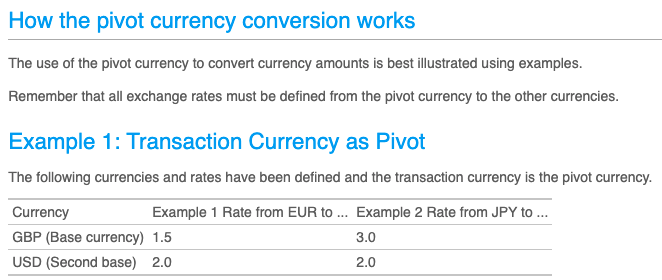 How the pivot currency conversion works
The use of the pivot currency to convert currency amounts is best illustrated using examples.
Remember that all exchange rates must be defined from the pivot currency to the other currencies.
Example 1: Transaction Currency as Pivot
The following currencies and rates have been defined and the transaction currency is the pivot currency.
Currency Example 1 Rate from EUR to ... Example 2 Rate from JPY to ...
GBP (Base currency) 1.5 3.0
USD (Second base) 2.0 2.0